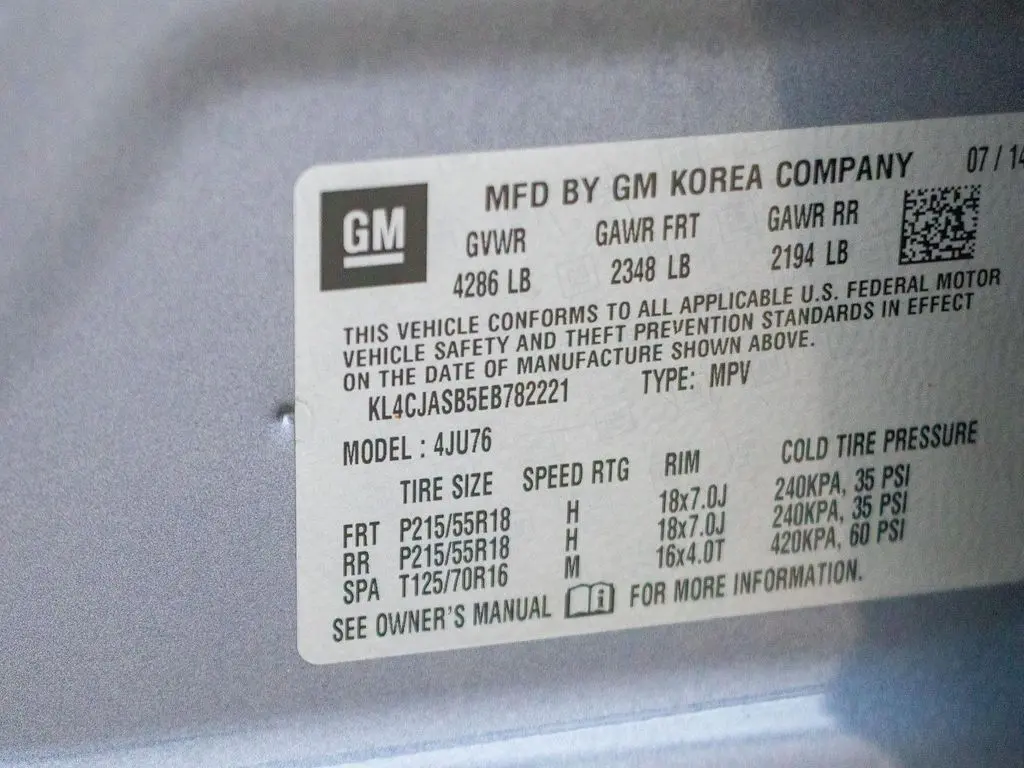 GM
MFD BY GM KOREA COMPANY 07 / 14
GVWR GAWR FRT GAWR RR
4286 LB 2348 LB 2194 LB
THIS VEHICLE CONFORMS TO ALL APPLICABLE U.S. FEDERAL MOTOR
VEHICLE SAFETY AND THEFT PREVENTION STANDARDS IN EFFECT
ON THE DATE OF MANUFACTURE SHOWN ABOVE.
KL4CJASB5EB782221 TYPE: MPV
MODEL : 4JU76
TIRE SIZE SPEED RTG RIM COLD TIRE PRESSURE
FRT P215/55R18 H 18x7.0J 240KPA, 35 PSI
RR P215/55R18 H 18x7.0J 240KPA, 35 PSI
SPA T125/70R16 M 16x4.0T 420KPA, 60 PSI
SEE OWNER'S MANUAL i FOR MORE INFORMATION.